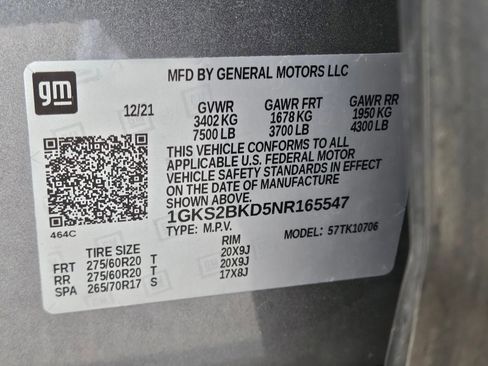 gm
MFD BY GENERAL MOTORS LLC
12/21 GVWR GAWR FRT GAWR RR
3402 KG 1678 KG 1950 KG
7500 LB 3700 LB 4300 LB
THIS VEHICLE CONFORMS TO ALL
APPLICABLE U.S. FEDERAL MOTOR
VEHICLE SAFETY STANDARDS IN EFFECT
ON THE DATE OF MANUFACTURE
SHOWN ABOVE.
1GKS2BKD5NR165547
464C TYPE: M.P.V. MODEL: 57TK10706
TIRE SIZE RIM
FRT 275/60R20 T 20X9J
RR 275/60R20 T 20X9J
SPA 265/70R17 S 17X8J